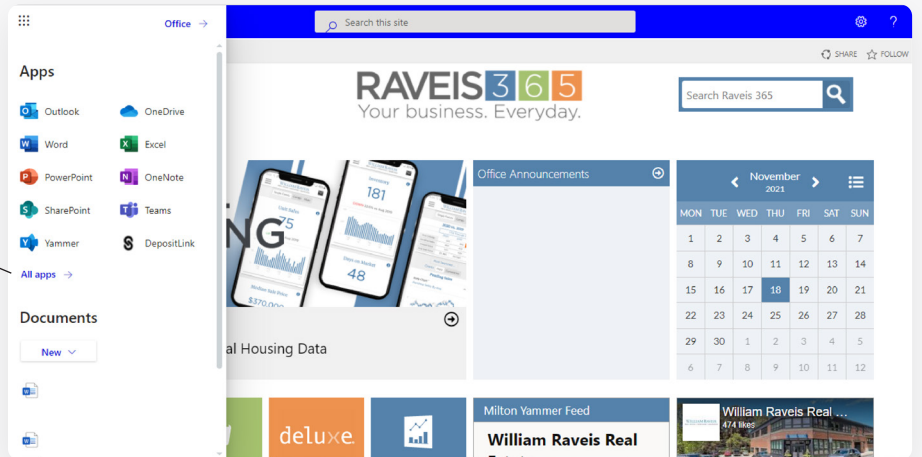 Office →
Search this site
?
SHARE
FOLLOW
Apps
Outlook
OneDrive
Word
Excel
PowerPoint
OneNote
SharePoint
Teams
Yammer
DepositLink
All apps →
Documents
New
RAVEIS 365
Your business. Everyday.
Search Raveis 365
Summary
181
75
48
$370,000
NG
al Housing Data
Office Announcements
November
2021
MON TUE WED THU FRI SAT SUN
1 2 3 4 5 6 7
8 9 10 11 12 13 14
15 16 17 18 19 20 21
22 23 24 25 26 27 28
29 30 1 2 3 4 5
6 7 8 9 10 11 12
deluxe
Milton Yammer Feed
William Raveis Real
William Raveis Real ...
474 likes